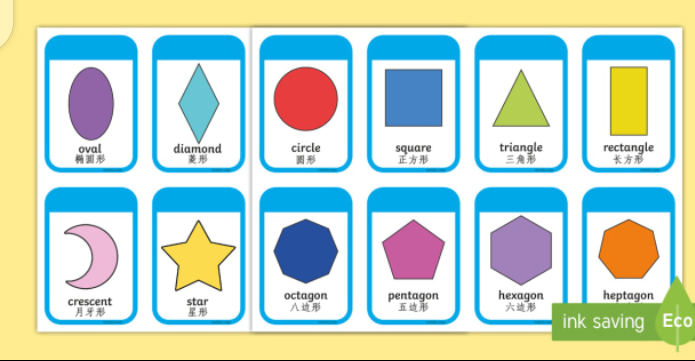 oval
椭圆形
diamond
菱形
circle
圆形
square
正方形
triangle
三角形
rectangle
长方形
crescent
月牙形
star
星形
octagon
八边形
pentagon
五边形
hexagon
六边形
heptagon
ink saving
Eco